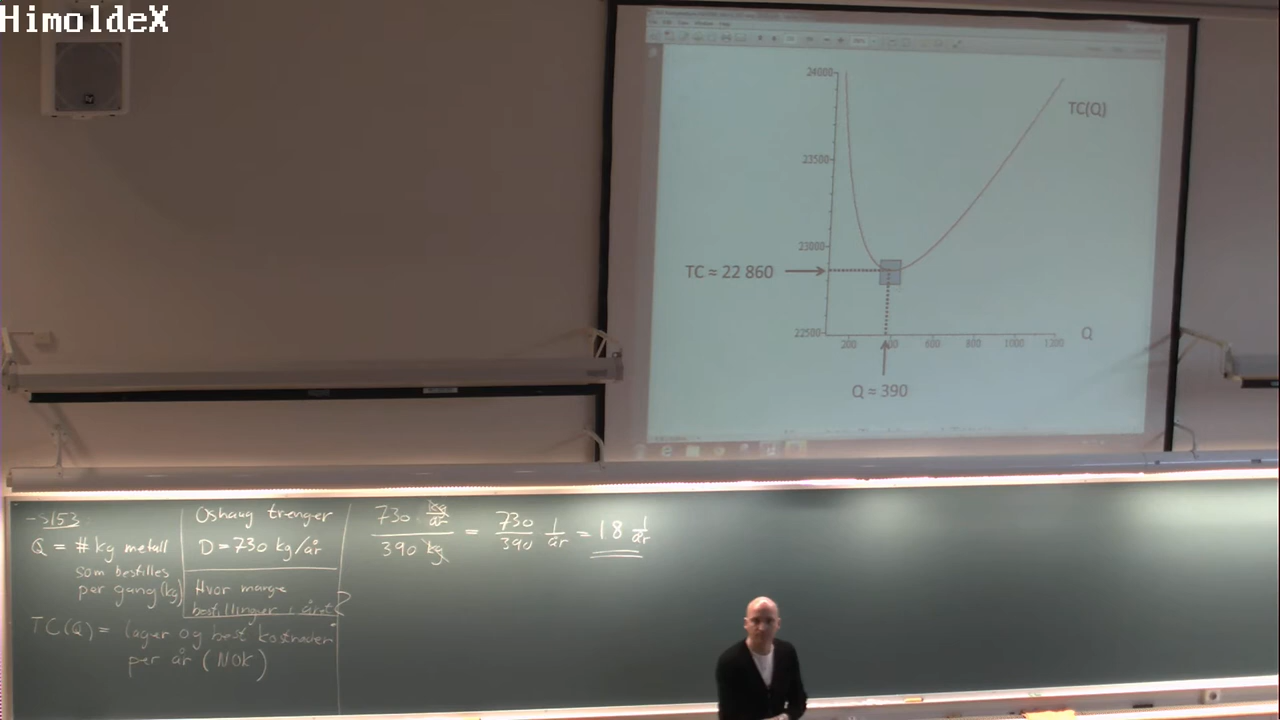 HimoldeX
24000
TC(Q)
23500
23000
TC = 22 860
22500
200 400 600 800 1000 1200
Q
Q = 390
- S153
Q = # kg metall
som bestilles
per gang (kg)
TC(Q) = lager og best kostnader
per år (NOK)
Oshaug trenger
D = 730 kg/år
Hvor mange
bestillinger i året?
730 kg/år / 390 kg = 730/390 1/år = 18 1/år